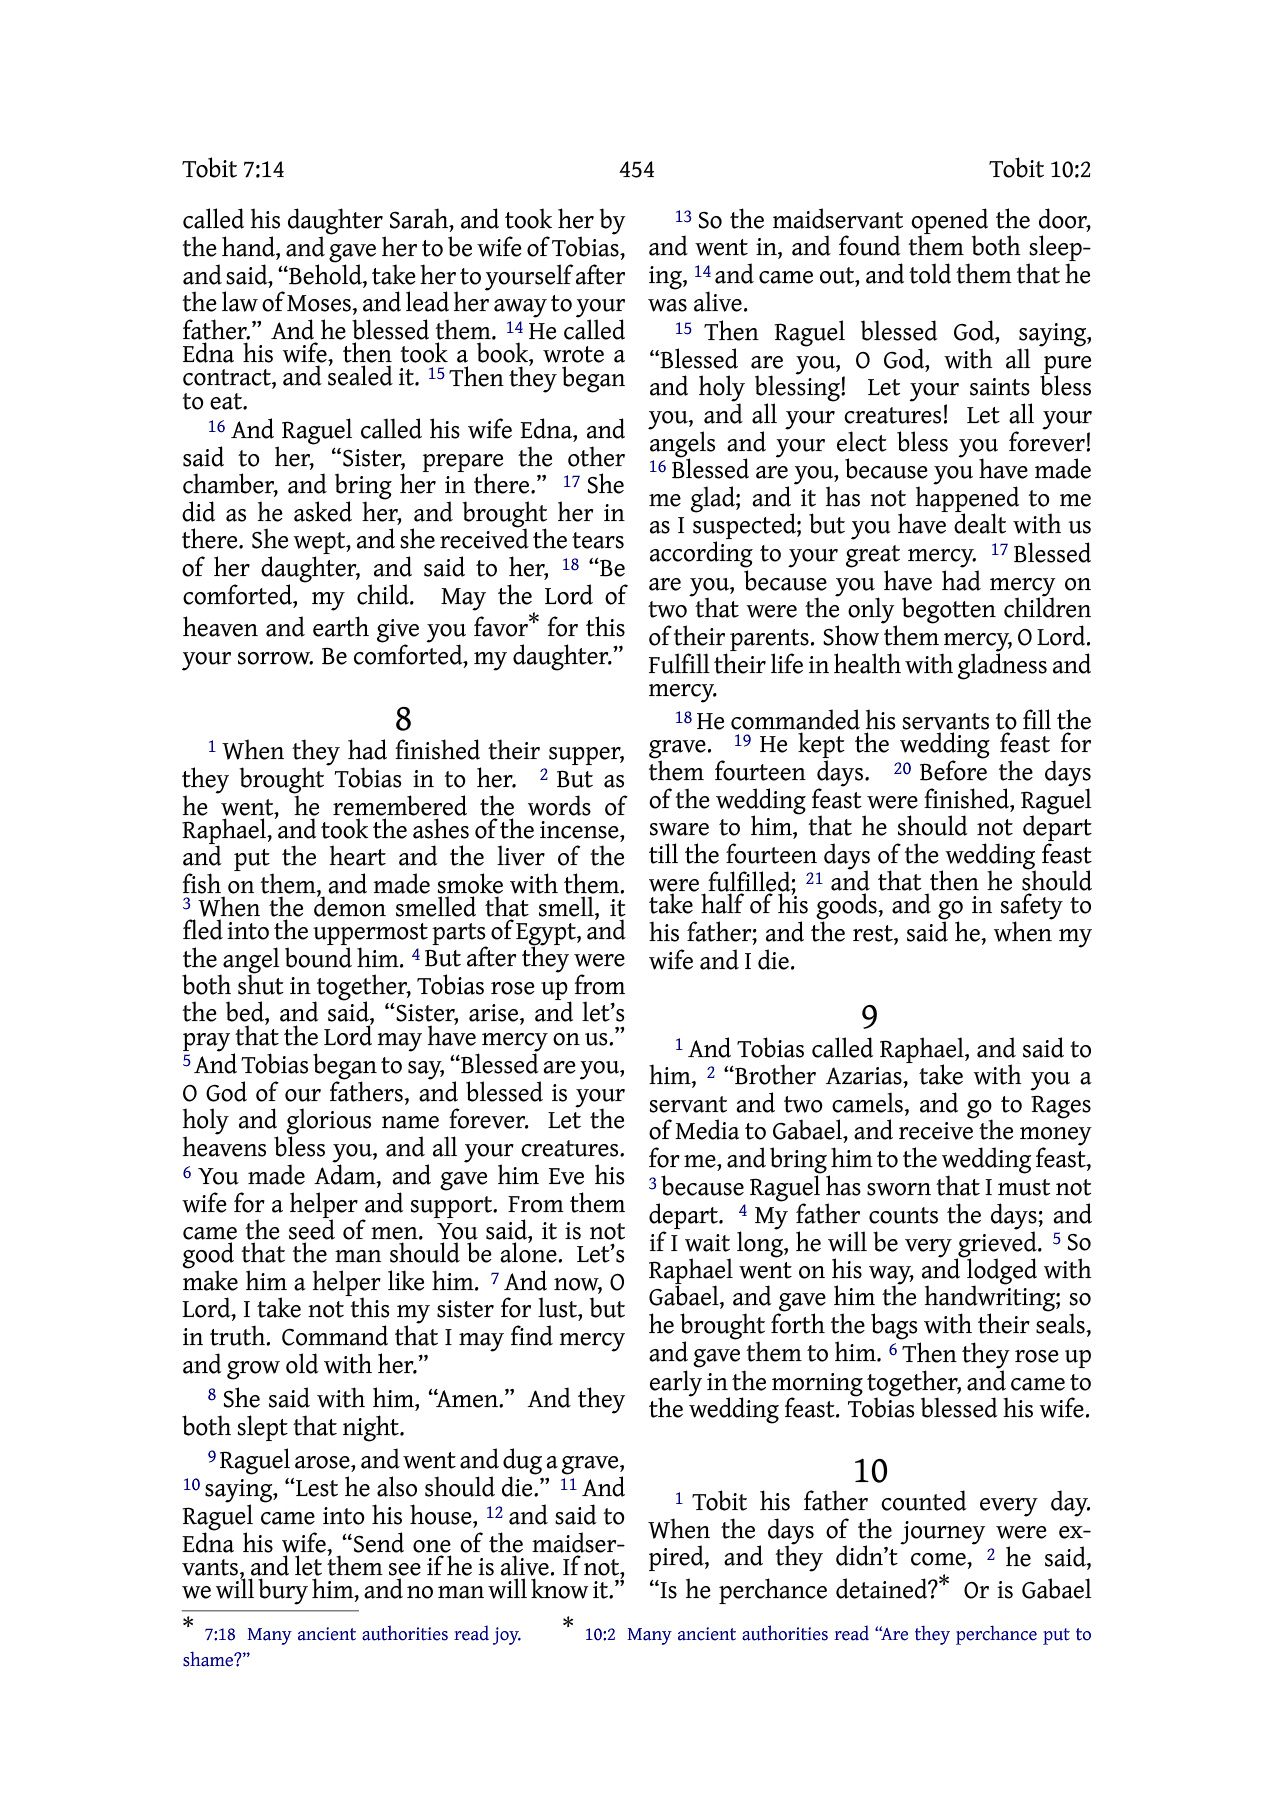 Tobit 7:14 454 Tobit 10:2
called his daughter Sarah, and took her by
the hand, and gave her to be wife of Tobias,
and said, “Behold, take her to yourself after
the law of Moses, and lead her away to your
father.” And he blessed them. 14 He called
Edna his wife, then took a book, wrote a
contract, and sealed it. 15 Then they began
to eat.
16 And Raguel called his wife Edna, and
said to her, “Sister, prepare the other
chamber, and bring her in there.” 17 She
did as he asked her, and brought her in
there. She wept, and she received the tears
of her daughter, and said to her, 18 “Be
comforted, my child. May the Lord of
heaven and earth give you favor* for this
your sorrow. Be comforted, my daughter.”
8
1 When they had finished their supper,
they brought Tobias in to her. 2 But as
he went, he remembered the words of
Raphael, and took the ashes of the incense,
and put the heart and the liver of the
fish on them, and made smoke with them.
3 When the demon smelled that smell, it
fled into the uppermost parts of Egypt, and
the angel bound him. 4 But after they were
both shut in together, Tobias rose up from
the bed, and said, “Sister, arise, and let’s
pray that the Lord may have mercy on us.”
5 And Tobias began to say, “Blessed are you,
O God of our fathers, and blessed is your
holy and glorious name forever. Let the
heavens bless you, and all your creatures.
6 You made Adam, and gave him Eve his
wife for a helper and support. From them
came the seed of men. You said, it is not
good that the man should be alone. Let’s
make him a helper like him. 7 And now, O
Lord, I take not this my sister for lust, but
in truth. Command that I may find mercy
and grow old with her.”
8 She said with him, “Amen.” And they
both slept that night.
9 Raguel arose, and went and dug a grave,
10 saying, “Lest he also should die.” 11 And
Raguel came into his house, 12 and said to
Edna his wife, “Send one of the maidser-
vants, and let them see if he is alive. If not,
we will bury him, and no man will know it.”
13 So the maidservant opened the door,
and went in, and found them both sleep-
ing, 14 and came out, and told them that he
was alive.
15 Then Raguel blessed God, saying,
“Blessed are you, O God, with all pure
and holy blessing! Let your saints bless
you, and all your creatures! Let all your
angels and your elect bless you forever!
16 Blessed are you, because you have made
me glad; and it has not happened to me
as I suspected; but you have dealt with us
according to your great mercy. 17 Blessed
are you, because you have had mercy on
two that were the only begotten children
of their parents. Show them mercy, O Lord.
Fulfill their life in health with gladness and
mercy.
18 He commanded his servants to fill the
grave. 19 He kept the wedding feast for
them fourteen days. 20 Before the days
of the wedding feast were finished, Raguel
sware to him, that he should not depart
till the fourteen days of the wedding feast
were fulfilled; 21 and that then he should
take half of his goods, and go in safety to
his father; and the rest, said he, when my
wife and I die.
9
1 And Tobias called Raphael, and said to
him, 2 “Brother Azarias, take with you a
servant and two camels, and go to Rages
of Media to Gabael, and receive the money
for me, and bring him to the wedding feast,
3 because Raguel has sworn that I must not
depart. 4 My father counts the days; and
if I wait long, he will be very grieved. 5 So
Raphael went on his way, and lodged with
Gabael, and gave him the handwriting; so
he brought forth the bags with their seals,
and gave them to him. 6 Then they rose up
early in the morning together, and came to
the wedding feast. Tobias blessed his wife.
10
1 Tobit his father counted every day.
When the days of the journey were ex-
pired, and they didn’t come, 2 he said,
“Is he perchance detained?* Or is Gabael
* 7:18 Many ancient authorities read joy. * 10:2 Many ancient authorities read “Are they perchance put to
shame?”